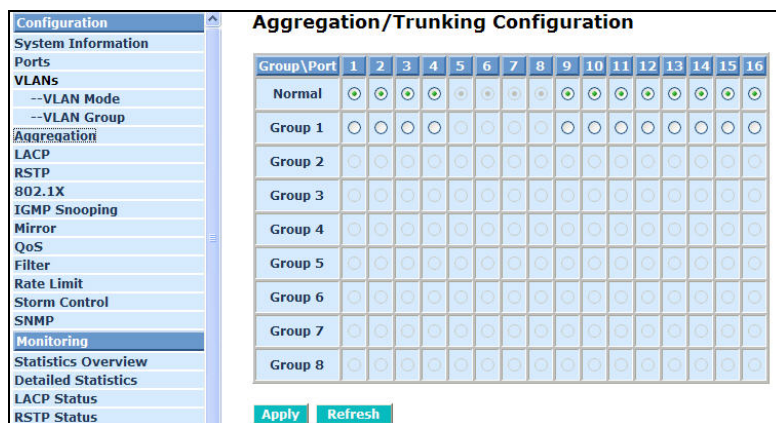 Configuration
System Information
Ports
VLANs
--VLAN Mode
--VLAN Group
Aggregation
LACP
RSTP
802.1X
IGMP Snooping
Mirror
QoS
Filter
Rate Limit
Storm Control
SNMP
Monitoring
Statistics Overview
Detailed Statistics
LACP Status
RSTP Status
Aggregation/Trunking Configuration
Group\Port 1 2 3 4 5 6 7 8 9 10 11 12 13 14 15 16
Normal
Group 1
Group 2
Group 3
Group 4
Group 5
Group 6
Group 7
Group 8
Apply Refresh